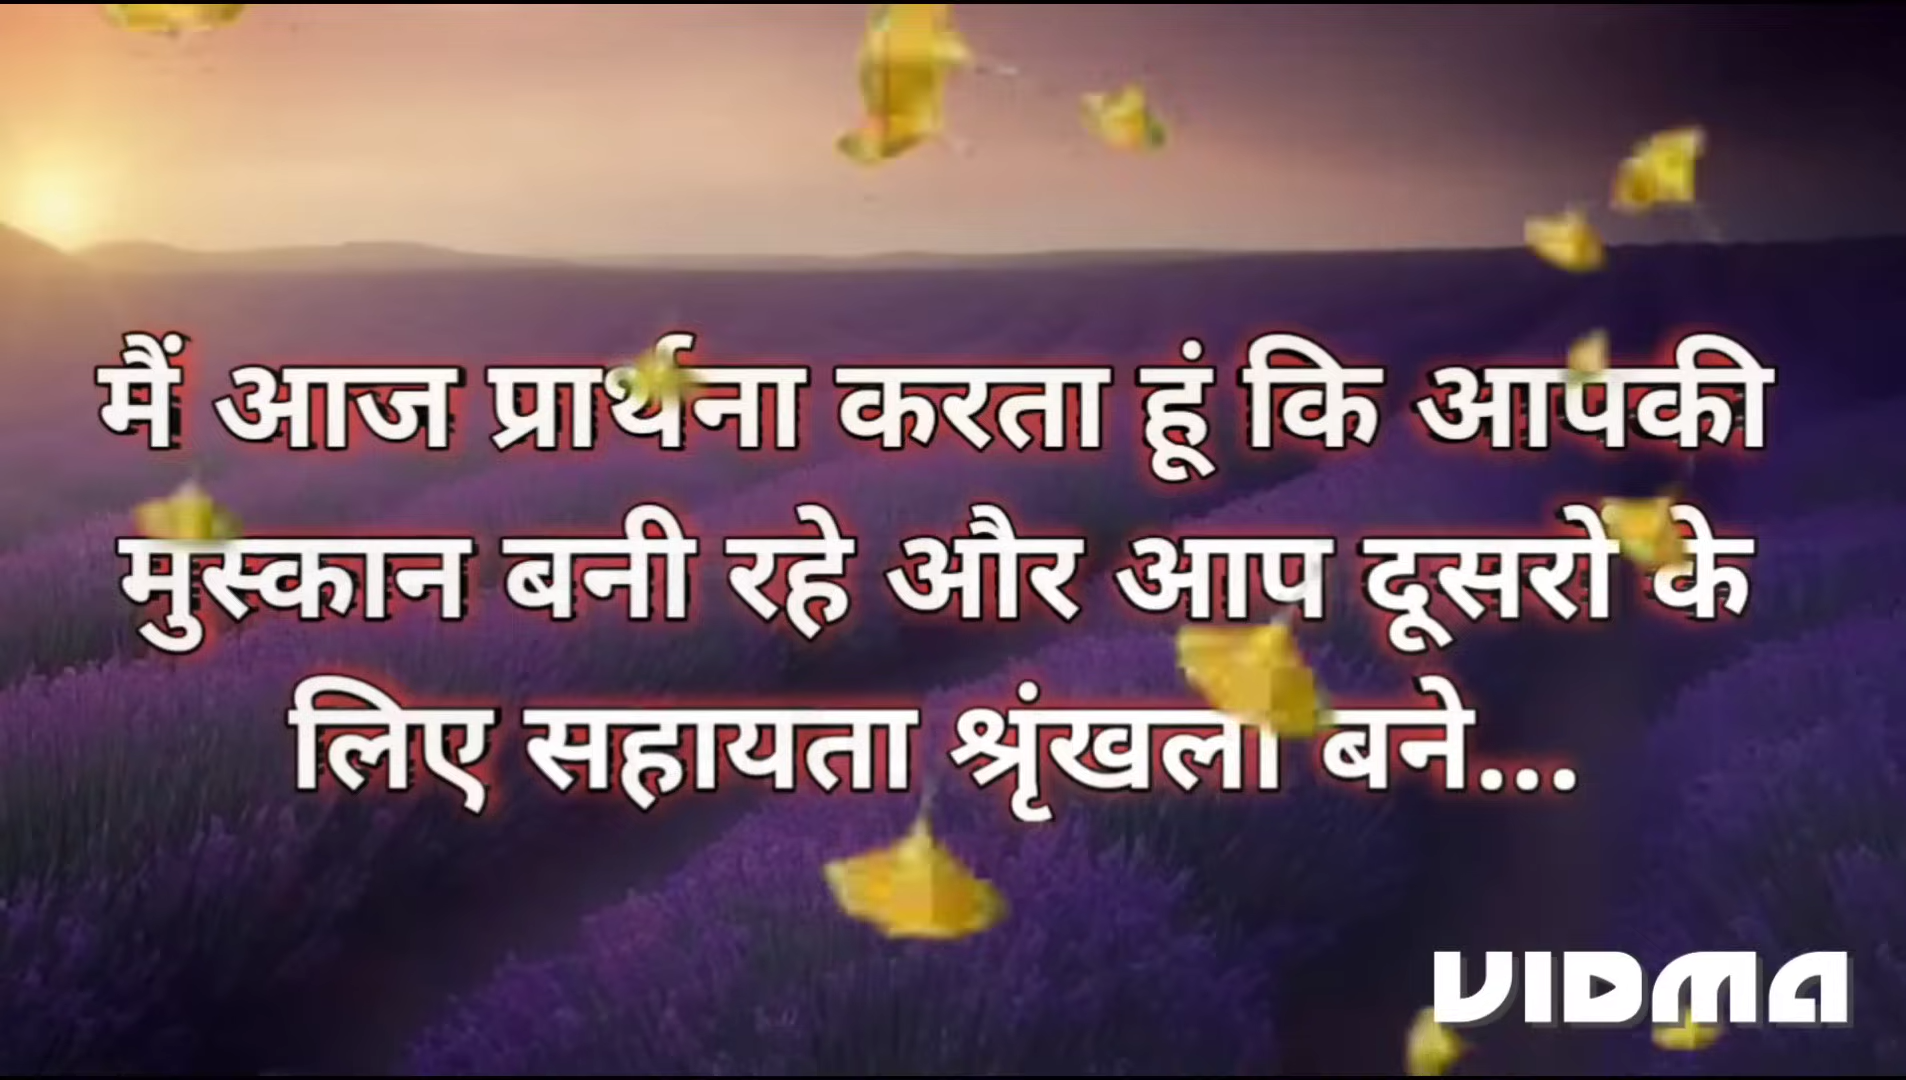 मैं आज प्रार्थना करता हूं कि आपकी
मुस्कान बनी रहे और आप दूसरों के
लिए सहायता श्रृंखला बने...
VIDMA